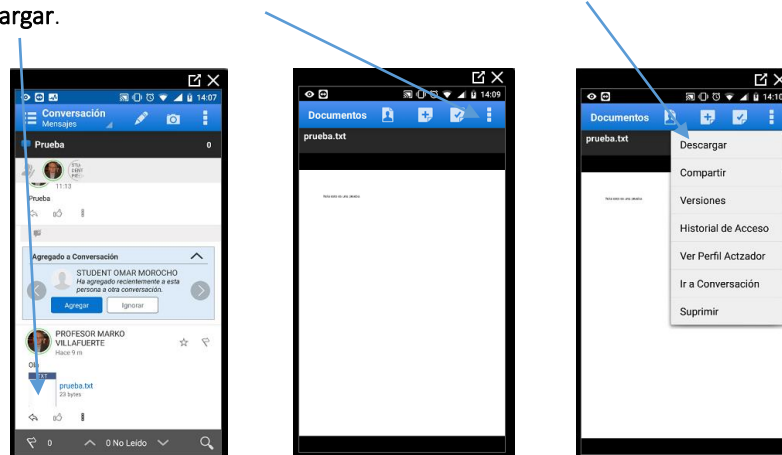 argar.
14:07
Conversación
Mensajes
Prueba
0
11:13
Prueba
Agregado a Conversación
STUDENT OMAR MOROCHO
Ha agregado recientemente a esta
persona a otra conversación.
Agregar
Ignorar
PROFESOR MARKO
VILLAFUERTE
Hace 9 m
TXT
prueba.txt
23 bytes
0
0 No Leído
14:09
Documentos
prueba.txt
14:10
Documentos
prueba.txt
Descargar
Compartir
Versiones
Historial de Acceso
Ver Perfil Actzador
Ir a Conversación
Suprimir